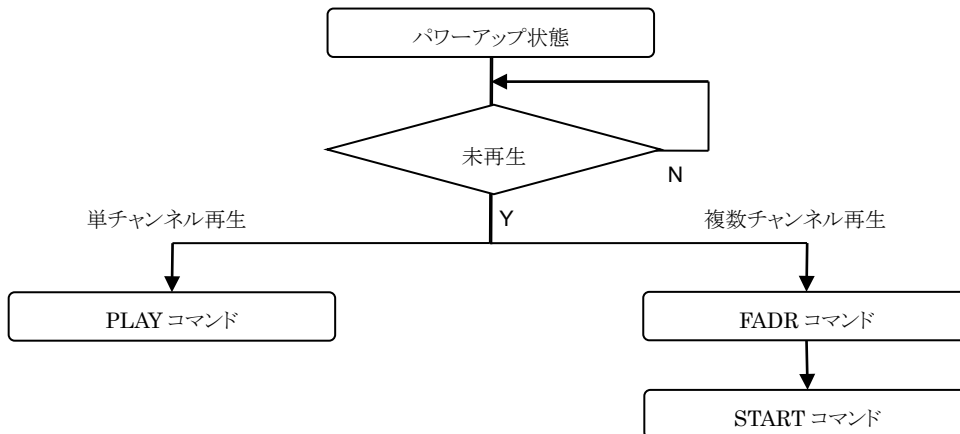 パワーアップ状態
未再生
N
Y
単チャンネル再生
複数チャンネル再生
PLAY コマンド
FADR コマンド
START コマンド